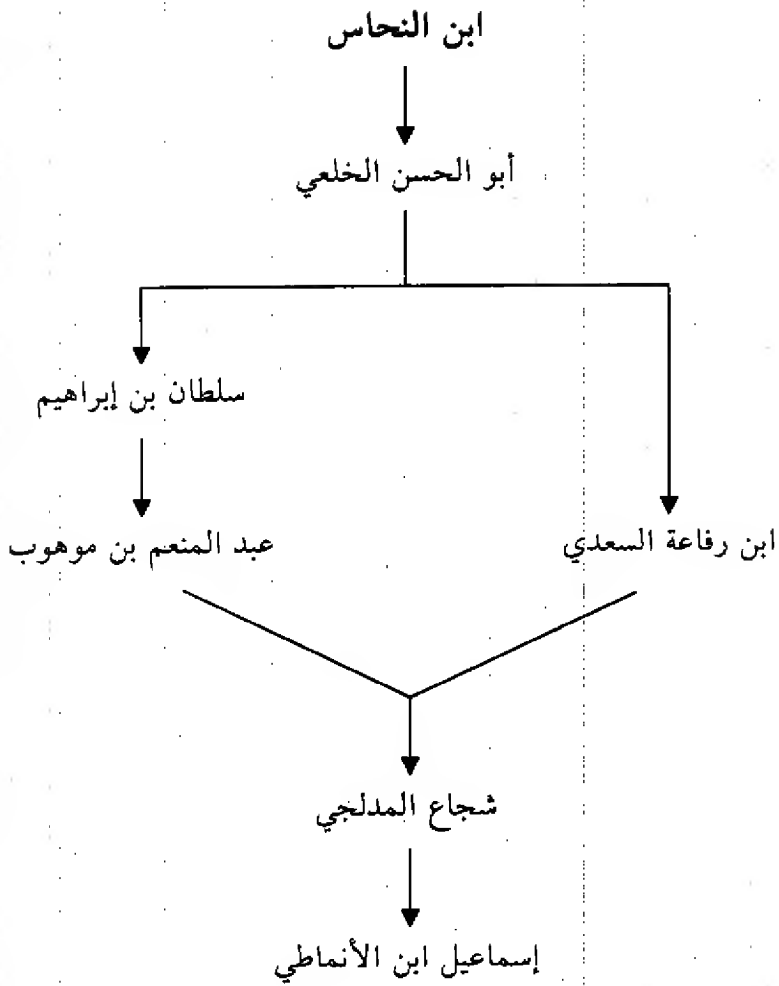 ابن النحاس
أبو الحسن الخلعي
سلطان بن إبراهيم
ابن رفاعة السعدي
عبد المنعم بن موهوب
شجاع المدلجي
إسماعيل ابن الأنماطي